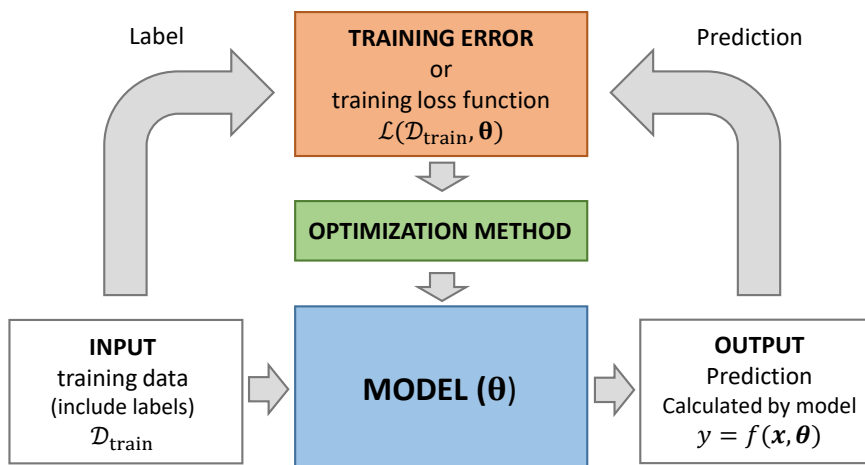 Label
TRAINING ERROR
or
training loss function
ℒ(𝒟train, θ)
Prediction
OPTIMIZATION METHOD
INPUT
training data
(include labels)
𝒟train
MODEL (θ)
OUTPUT
Prediction
Calculated by model
y = f(x, θ)